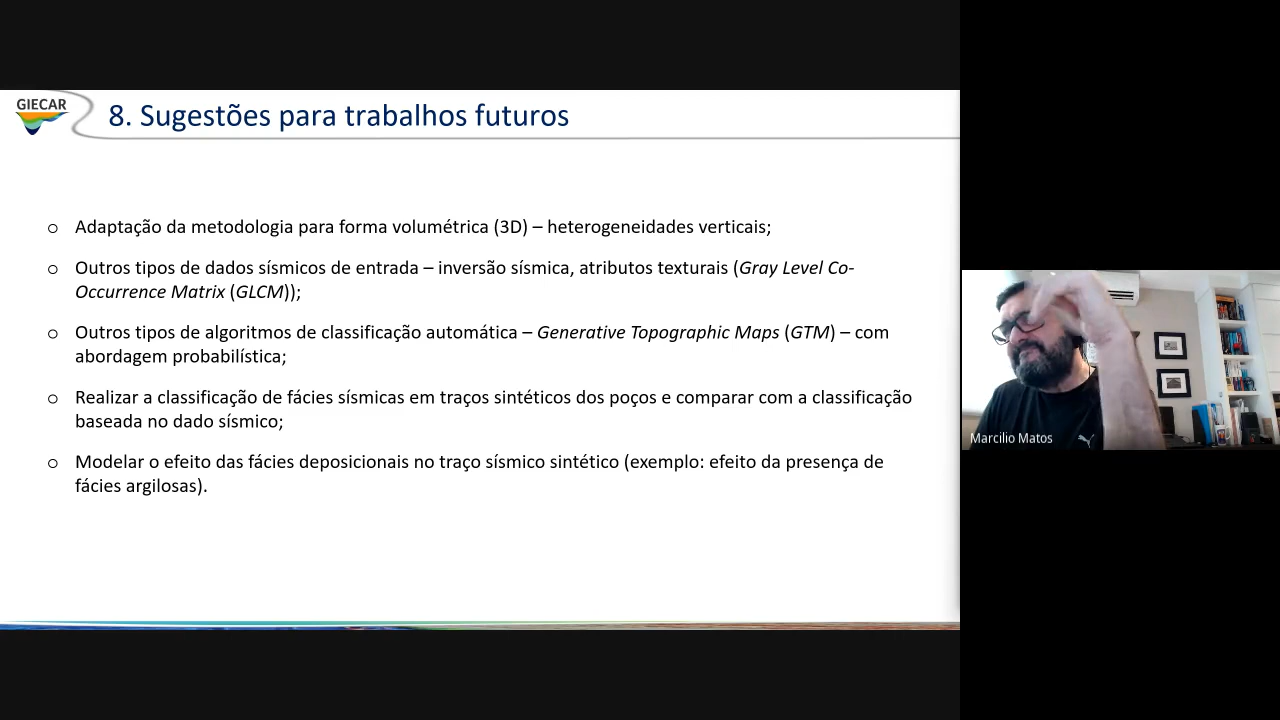 GIECAR
8. Sugestões para trabalhos futuros
o Adaptação da metodologia para forma volumétrica (3D) – heterogeneidades verticais;
o Outros tipos de dados sísmicos de entrada – inversão sísmica, atributos texturais (Gray Level Co-
Occurrence Matrix (GLCM));
o Outros tipos de algoritmos de classificação automática – Generative Topographic Maps (GTM) – com
abordagem probabilística;
o Realizar a classificação de fácies sísmicas em traços sintéticos dos poços e comparar com a classificação
baseada no dado sísmico;
o Modelar o efeito das fácies deposicionais no traço sísmico sintético (exemplo: efeito da presença de
fácies argilosas).
Marcilio Matos